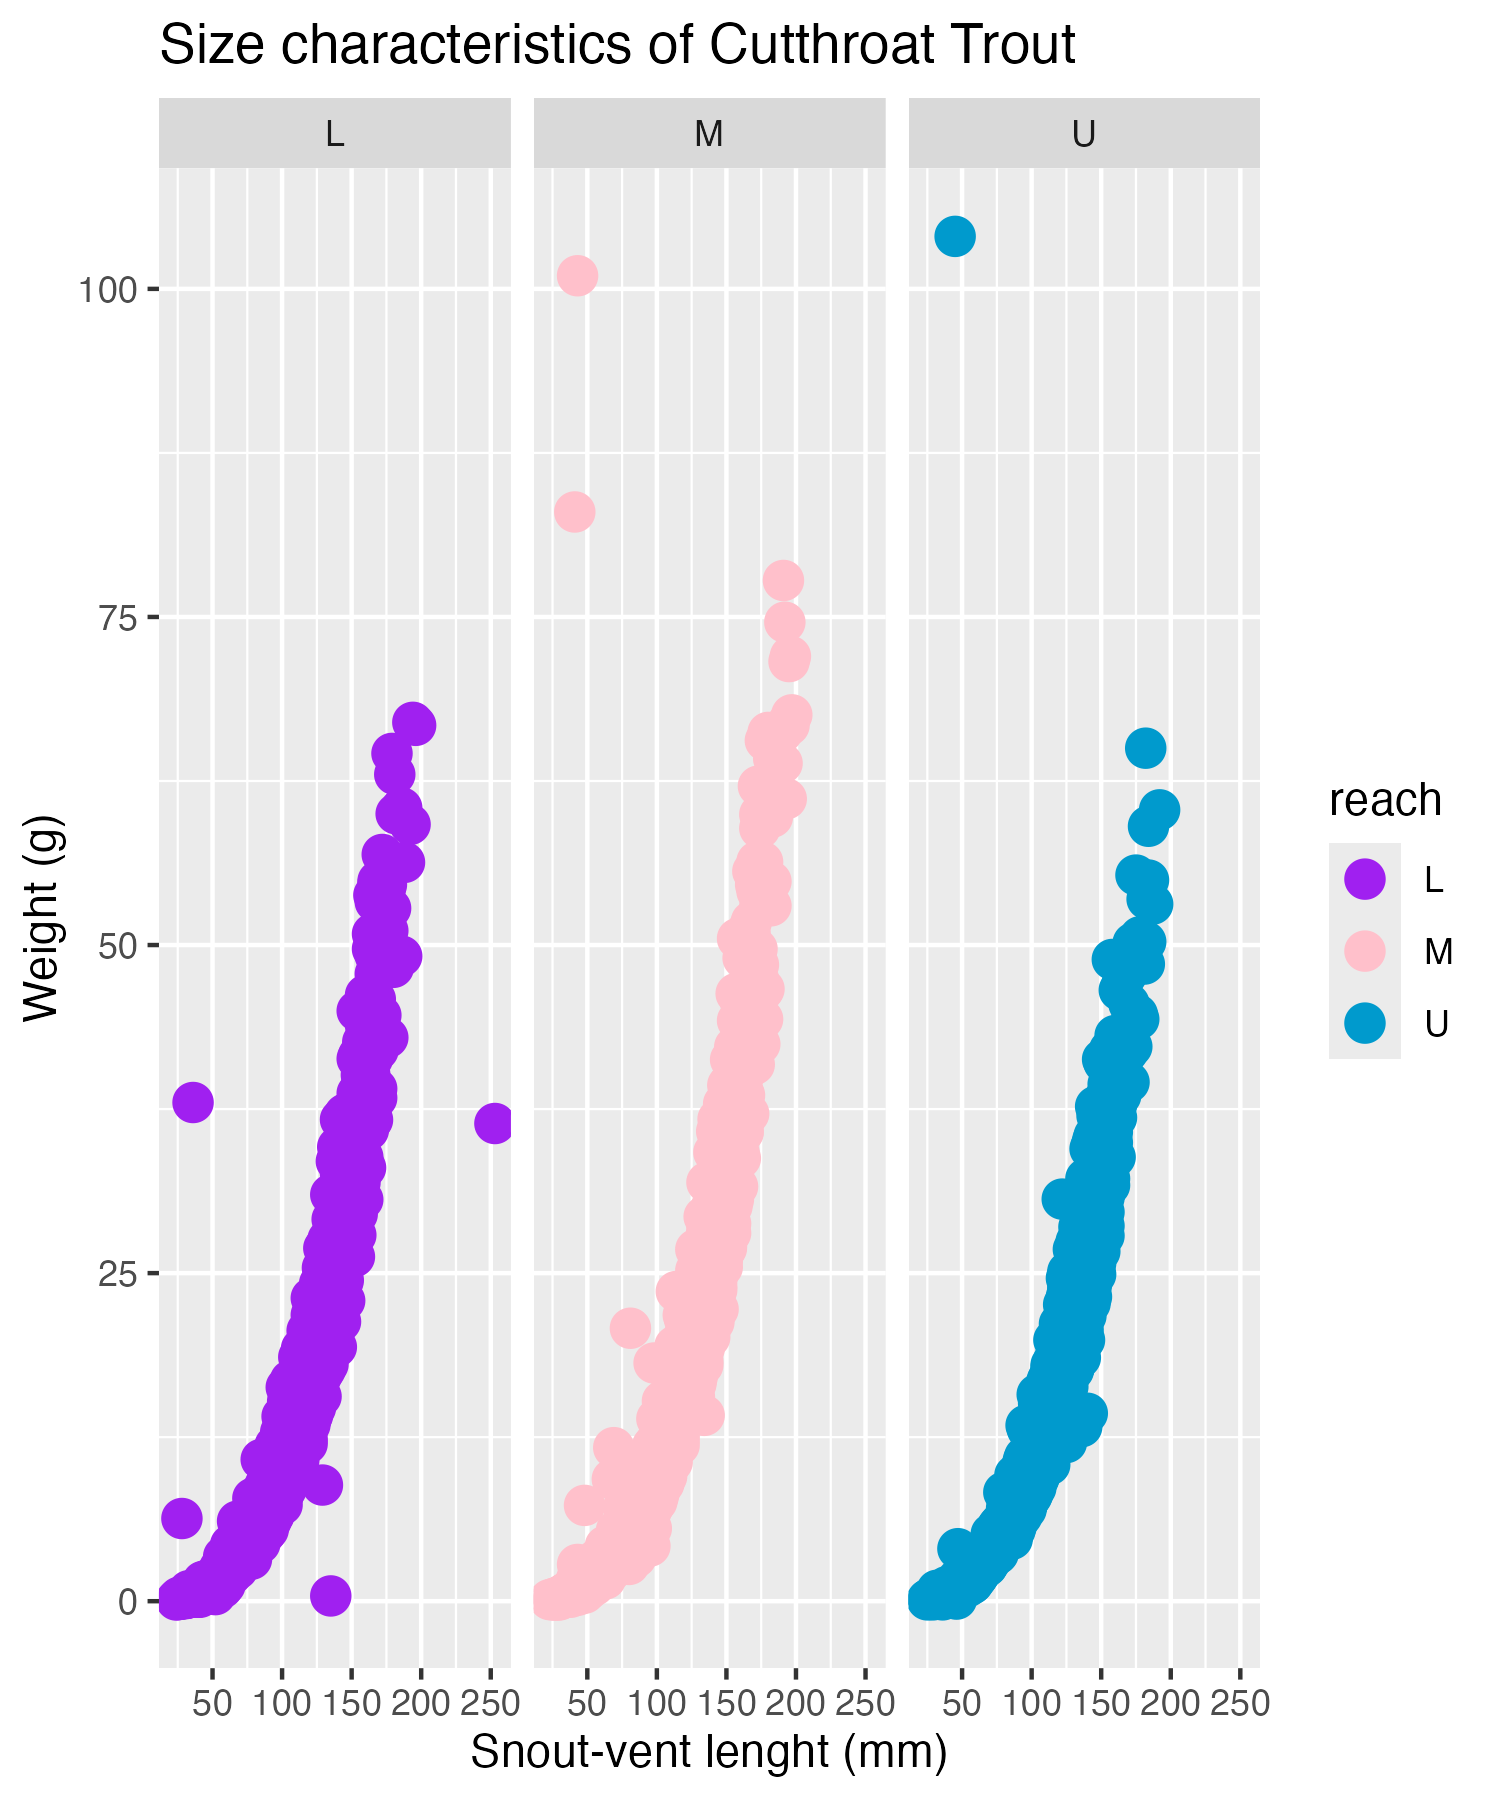 Size characteristics of Cutthroat Trout
L M U
100
75
50
25
0
Weight (g)
50 100 150 200 250 50 100 150 200 250 50 100 150 200 250
Snout-vent lenght (mm)
reach
L
M
U